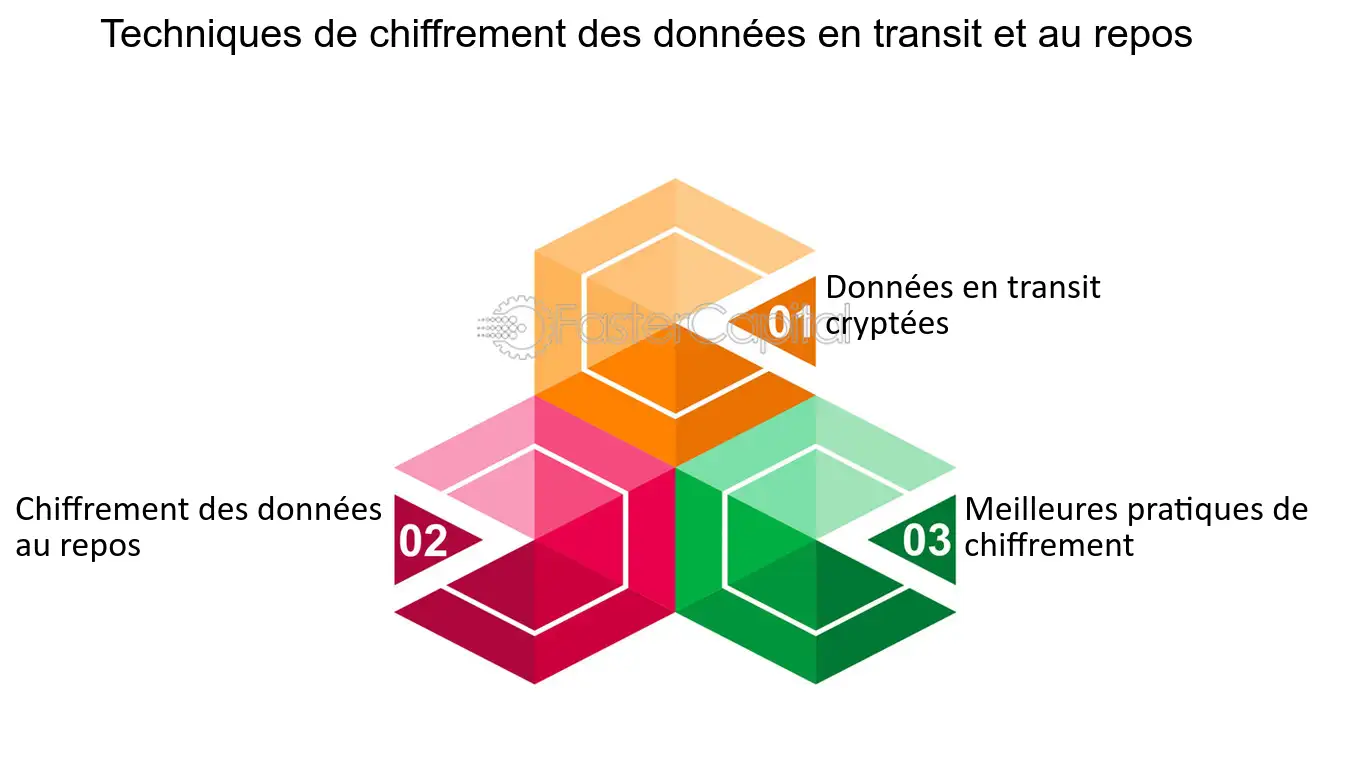 Techniques de chiffrement des données en transit et au repos
Données en transit
cryptées
01
FasterCapital
Chiffrement des données
au repos
02
03
Meilleures pratiques de
chiffrement